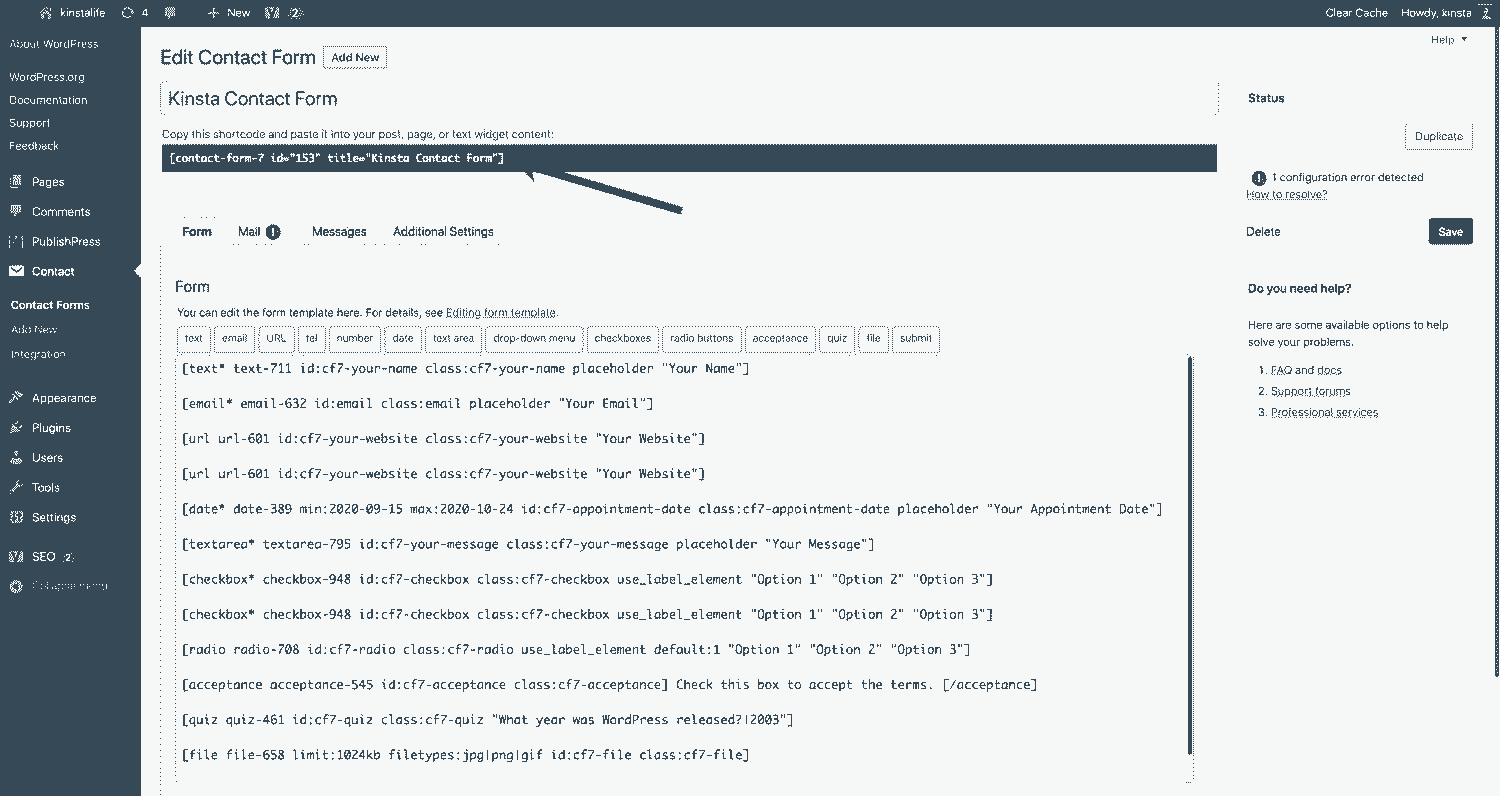 kinstalife 4 New 2
Clear Cache Howdy, kinsta
About WordPress
WordPress.org
Documentation
Support
Feedback
Pages
Comments
PublishPress
Contact
Contact Forms
Add New
Integration
Appearance
Plugins
Users
Tools
Settings
SEO 2
Collapse menu
Help
Edit Contact Form Add New
Kinsta Contact Form
Copy this shortcode and paste it into your post, page, or text widget content:
[contact-form-7 id="153" title="Kinsta Contact Form"]
Form Mail Messages Additional Settings
Form
You can edit the form template here. For details, see Editing form template.
text email URL tel number date text area drop-down menu checkboxes radio buttons acceptance quiz file submit
[text* text-711 id:cf7-your-name class:cf7-your-name placeholder "Your Name"]
[email* email-632 id:email class:email placeholder "Your Email"]
[url url-601 id:cf7-your-website class:cf7-your-website "Your Website"]
[url url-601 id:cf7-your-website class:cf7-your-website "Your Website"]
[date* date-389 min:2020-09-15 max:2020-10-24 id:cf7-appointment-date class:cf7-appointment-date placeholder "Your Appointment Date"]
[textarea* textarea-795 id:cf7-your-message class:cf7-your-message placeholder "Your Message"]
[checkbox* checkbox-948 id:cf7-checkbox class:cf7-checkbox use_label_element "Option 1" "Option 2" "Option 3"]
[checkbox* checkbox-948 id:cf7-checkbox class:cf7-checkbox use_label_element "Option 1" "Option 2" "Option 3"]
[radio radio-708 id:cf7-radio class:cf7-radio use_label_element default:1 "Option 1" "Option 2" "Option 3"]
[acceptance acceptance-545 id:cf7-acceptance class:cf7-acceptance] Check this box to accept the terms. [/acceptance]
[quiz quiz-461 id:cf7-quiz class:cf7-quiz "What year was WordPress released?|2003"]
[file file-658 limit:1024kb filetypes:jpg|png|gif id:cf7-file class:cf7-file]
Status
Duplicate
1 configuration error detected
How to resolve?
Delete Save
Do you need help?
Here are some available options to help
solve your problems.
1. FAQ and docs
2. Support forums
3. Professional services